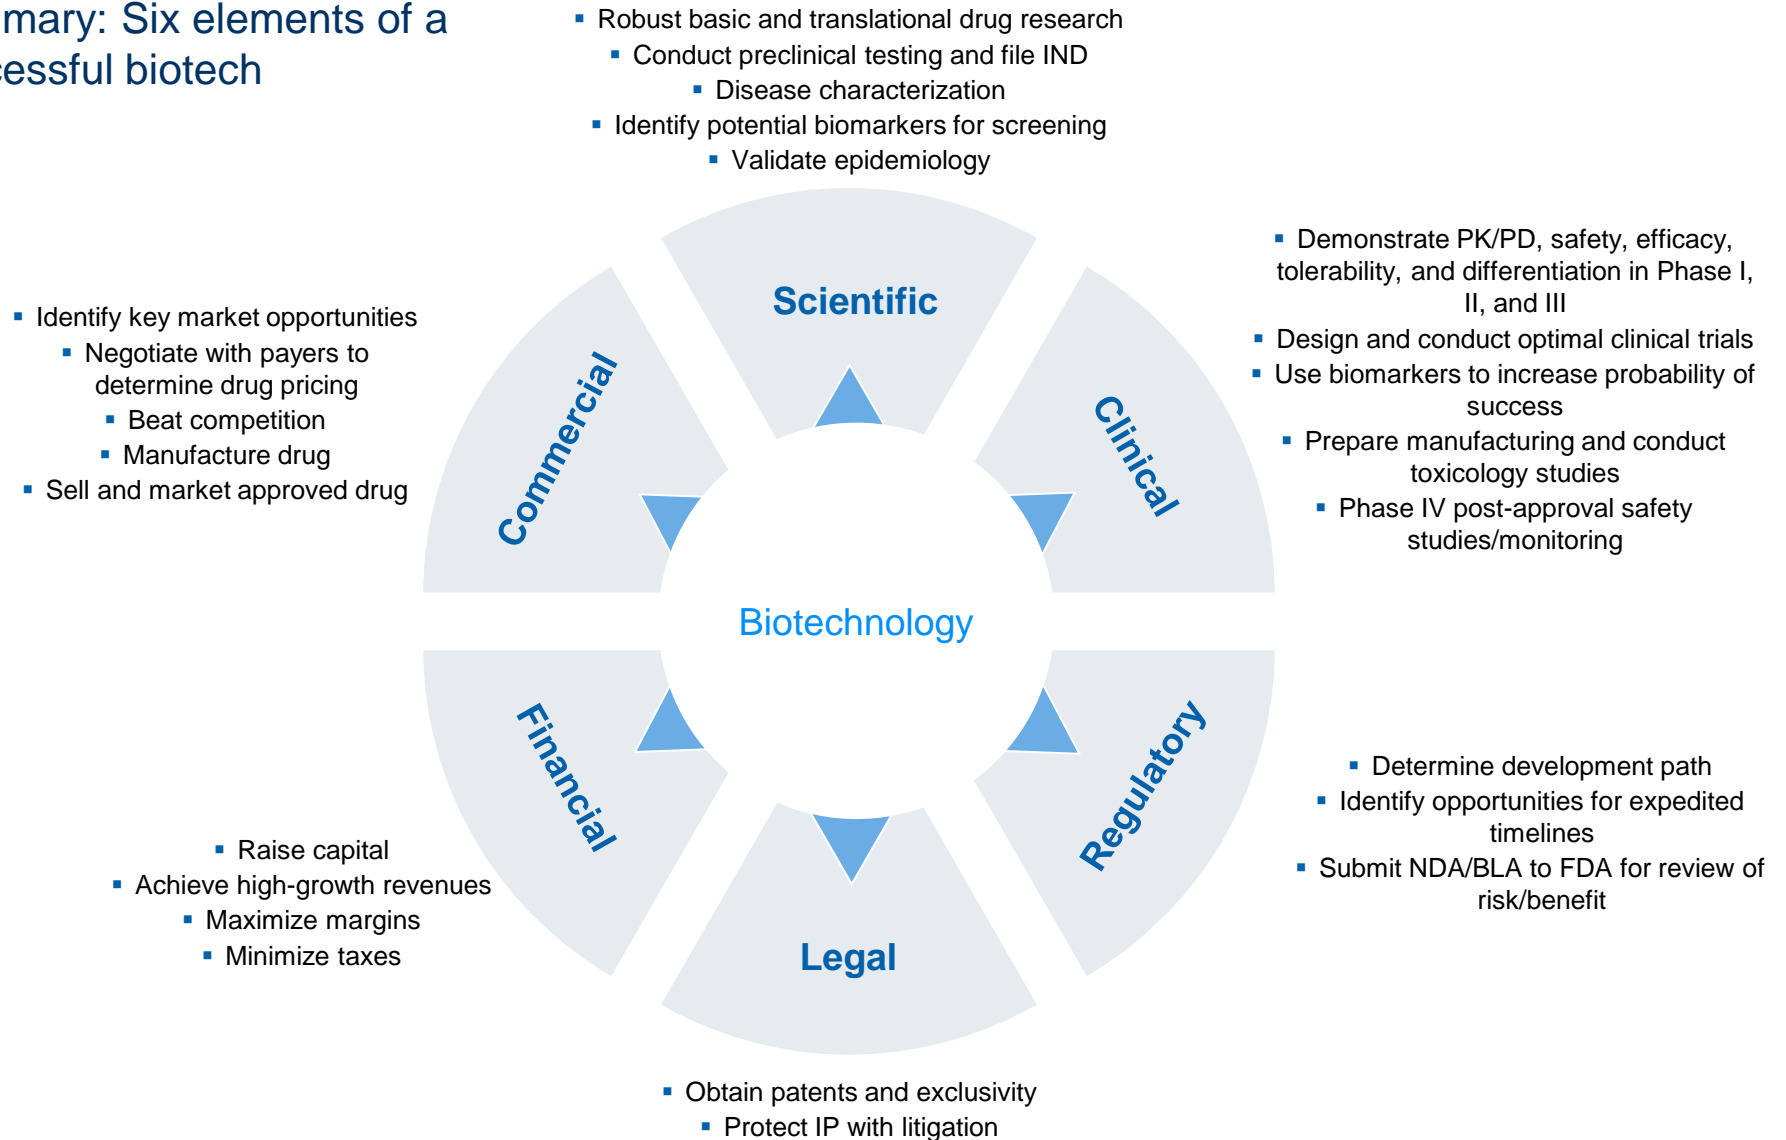 mary: Six elements of a
cessful biotech
▪ Robust basic and translational drug research
▪ Conduct preclinical testing and file IND
▪ Disease characterization
▪ Identify potential biomarkers for screening
▪ Validate epidemiology
Scientific
▪ Demonstrate PK/PD, safety, efficacy,
tolerability, and differentiation in Phase I,
II, and III
▪ Design and conduct optimal clinical trials
▪ Use biomarkers to increase probability of
success
▪ Prepare manufacturing and conduct
toxicology studies
▪ Phase IV post-approval safety
studies/monitoring
Clinical
▪ Identify key market opportunities
▪ Negotiate with payers to
determine drug pricing
▪ Beat competition
▪ Manufacture drug
▪ Sell and market approved drug
Commercial
Biotechnology
Financial
▪ Raise capital
▪ Achieve high-growth revenues
▪ Maximize margins
▪ Minimize taxes
Regulatory
▪ Determine development path
▪ Identify opportunities for expedited
timelines
▪ Submit NDA/BLA to FDA for review of
risk/benefit
Legal
▪ Obtain patents and exclusivity
▪ Protect IP with litigation